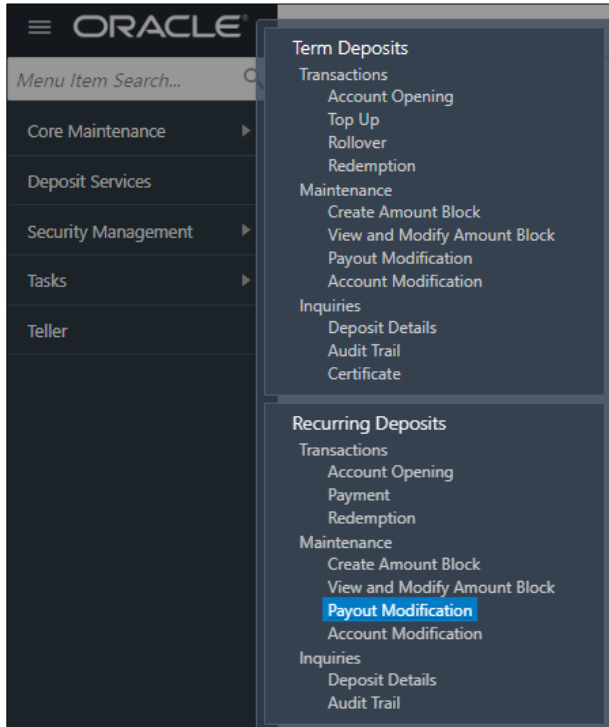 ORACLE
Menu Item Search...
Core Maintenance
Deposit Services
Security Management
Tasks
Teller
Term Deposits
Transactions
Account Opening
Top Up
Rollover
Redemption
Maintenance
Create Amount Block
View and Modify Amount Block
Payout Modification
Account Modification
Inquiries
Deposit Details
Audit Trail
Certificate
Recurring Deposits
Transactions
Account Opening
Payment
Redemption
Maintenance
Create Amount Block
View and Modify Amount Block
Payout Modification
Account Modification
Inquiries
Deposit Details
Audit Trail